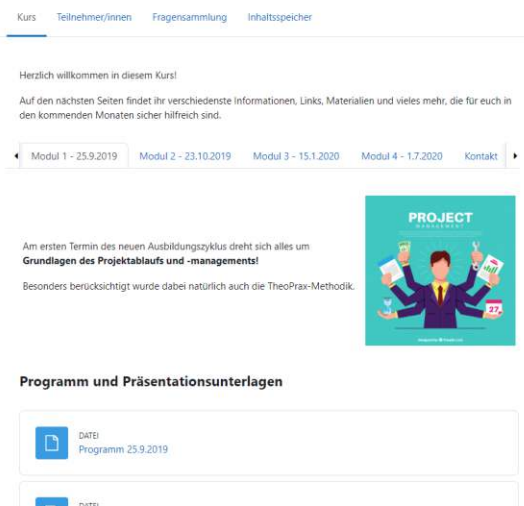 Kurs Teilnehmer/innen Fragensammlung Inhaltsspeicher
Herzlich willkommen in diesem Kurs!
Auf den nächsten Seiten findet ihr verschiedenste Informationen, Links, Materialien und vieles mehr, die für euch in
den kommenden Monaten sicher hilfreich sind.
Modul 1 - 25.9.2019 Modul 2 - 23.10.2019 Modul 3 - 15.1.2020 Modul 4 - 1.7.2020 Kontakt
PROJECT
MANAGEMENT
Am ersten Termin des neuen Ausbildungszyklus dreht sich alles um
Grundlagen des Projektablaufs und -managements!
Besonders berücksichtigt wurde dabei natürlich auch die TheoPrax-Methodik.
27
Programm und Präsentationsunterlagen
DATEI
Programm 25.9.2019
DATEI